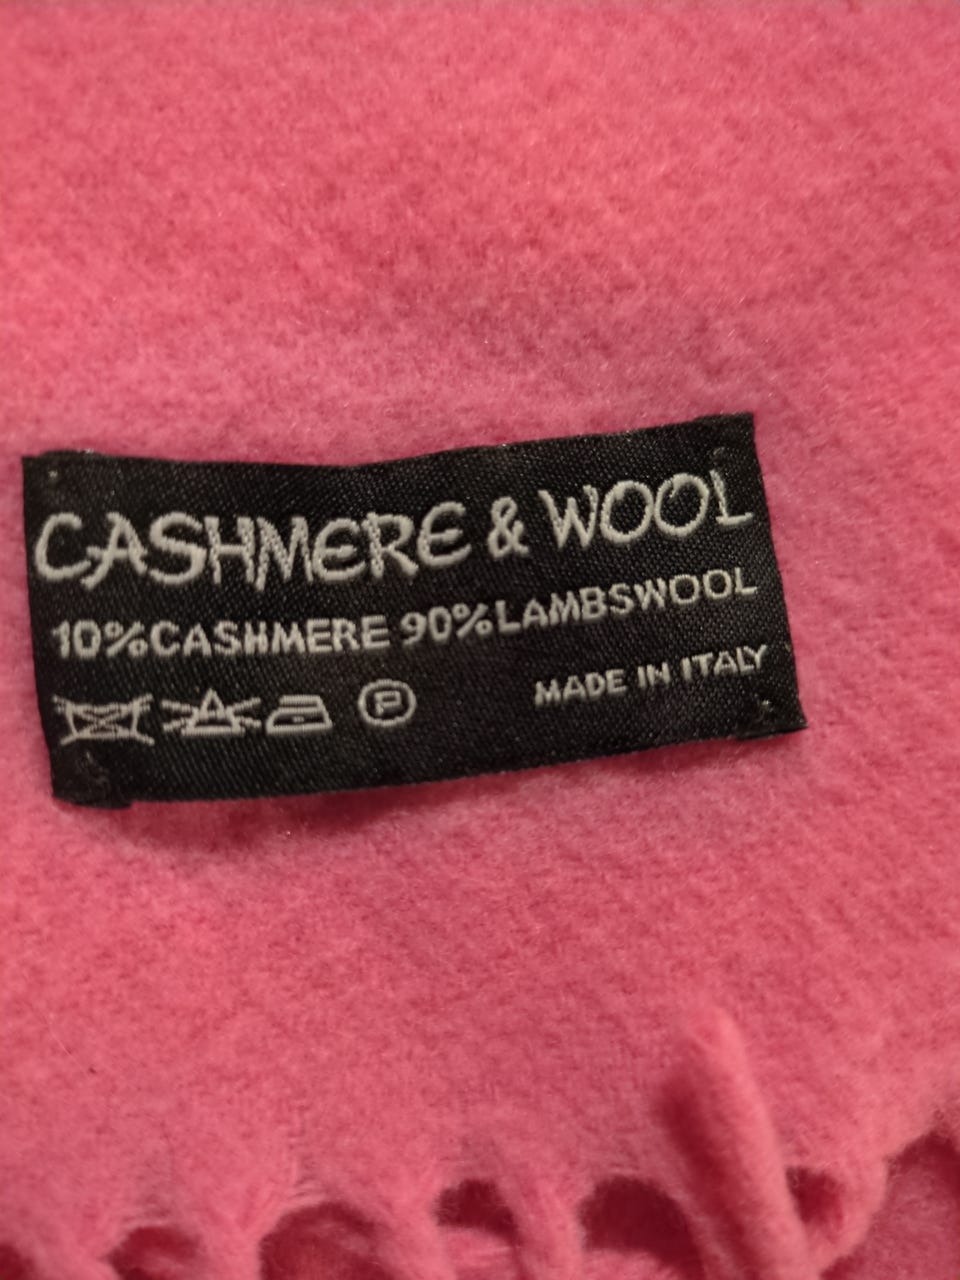 CASHMERE & WOOL
10%CASHMERE 90%LAMBSWOOL
MADE IN ITALY
P